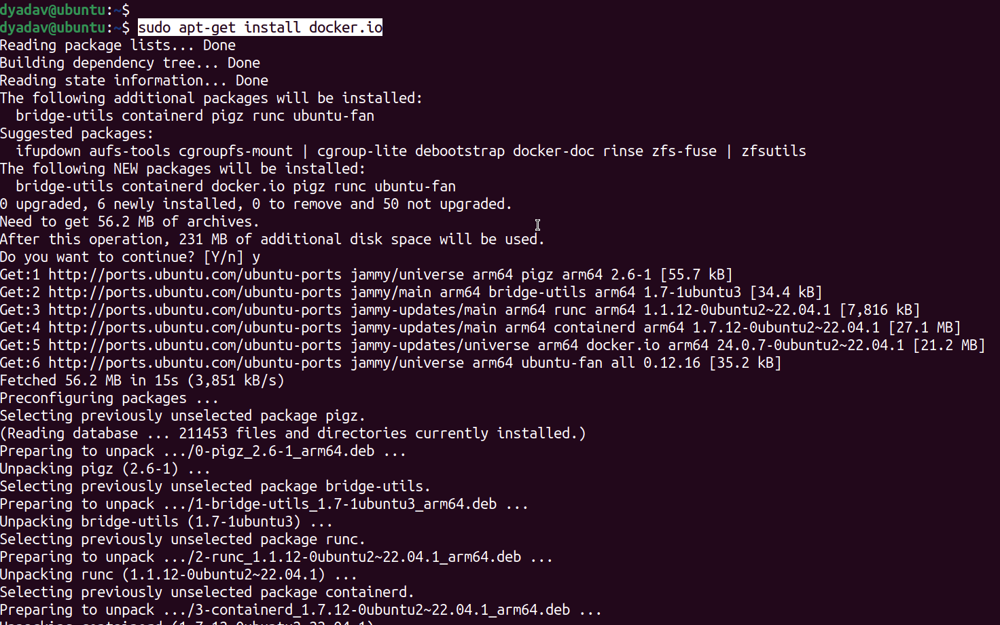 dyadav@ubuntu:~$
dyadav@ubuntu:~$ sudo apt-get install docker.io
Reading package lists... Done
Building dependency tree... Done
Reading state information... Done
The following additional packages will be installed:
  bridge-utils containerd pigz runc ubuntu-fan
Suggested packages:
  ifupdown aufs-tools cgroupfs-mount | cgroup-lite debootstrap docker-doc rinse zfs-fuse | zfsutils
The following NEW packages will be installed:
  bridge-utils containerd docker.io pigz runc ubuntu-fan
0 upgraded, 6 newly installed, 0 to remove and 50 not upgraded.
Need to get 56.2 MB of archives.
After this operation, 231 MB of additional disk space will be used.
Do you want to continue? [Y/n] y
Get:1 http://ports.ubuntu.com/ubuntu-ports jammy/universe arm64 pigz arm64 2.6-1 [55.7 kB]
Get:2 http://ports.ubuntu.com/ubuntu-ports jammy/main arm64 bridge-utils arm64 1.7-1ubuntu3 [34.4 kB]
Get:3 http://ports.ubuntu.com/ubuntu-ports jammy-updates/main arm64 runc arm64 1.1.12-0ubuntu2~22.04.1 [7,816 kB]
Get:4 http://ports.ubuntu.com/ubuntu-ports jammy-updates/main arm64 containerd arm64 1.7.12-0ubuntu2~22.04.1 [27.1 MB]
Get:5 http://ports.ubuntu.com/ubuntu-ports jammy-updates/universe arm64 docker.io arm64 24.0.7-0ubuntu2~22.04.1 [21.2 MB]
Get:6 http://ports.ubuntu.com/ubuntu-ports jammy/universe arm64 ubuntu-fan all 0.12.16 [35.2 kB]
Fetched 56.2 MB in 15s (3,851 kB/s)
Preconfiguring packages ...
Selecting previously unselected package pigz.
(Reading database ... 211453 files and directories currently installed.)
Preparing to unpack .../0-pigz_2.6-1_arm64.deb ...
Unpacking pigz (2.6-1) ...
Selecting previously unselected package bridge-utils.
Preparing to unpack .../1-bridge-utils_1.7-1ubuntu3_arm64.deb ...
Unpacking bridge-utils (1.7-1ubuntu3) ...
Selecting previously unselected package runc.
Preparing to unpack .../2-runc_1.1.12-0ubuntu2~22.04.1_arm64.deb ...
Unpacking runc (1.1.12-0ubuntu2~22.04.1) ...
Selecting previously unselected package containerd.
Preparing to unpack .../3-containerd_1.7.12-0ubuntu2~22.04.1_arm64.deb ...